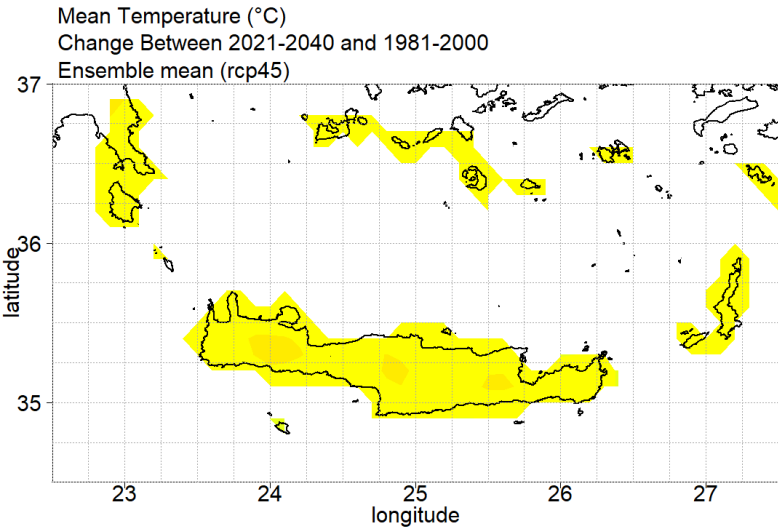 Mean Temperature (°C)
Change Between 2021-2040 and 1981-2000
Ensemble mean (rcp45)
37
36
35
latitude
23 24 25 26 27
longitude